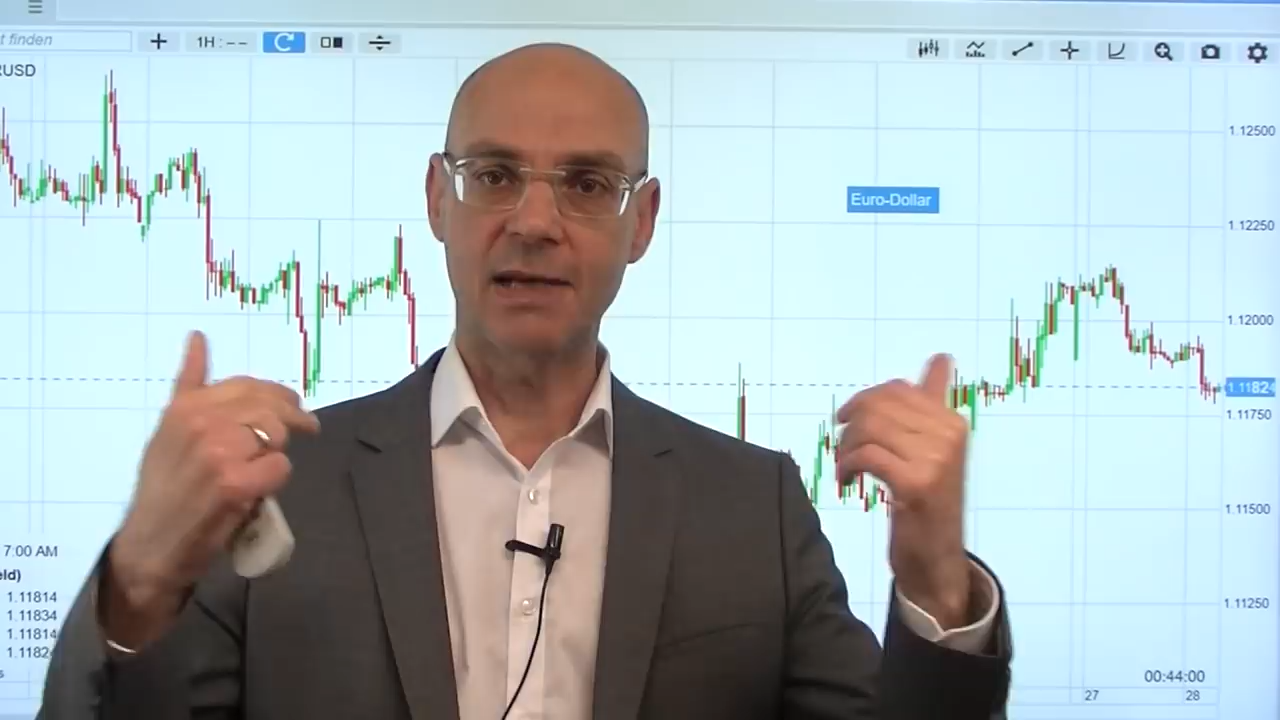 t finden
1H : – –
USD
1.12500
Euro-Dollar
1.12250
1.12000
1.11824
1.11750
1.11500
7:00 AM
eld)
1.11814
1.11834
1.11814
1.1182
1.11250
s
00:44:00
27
28